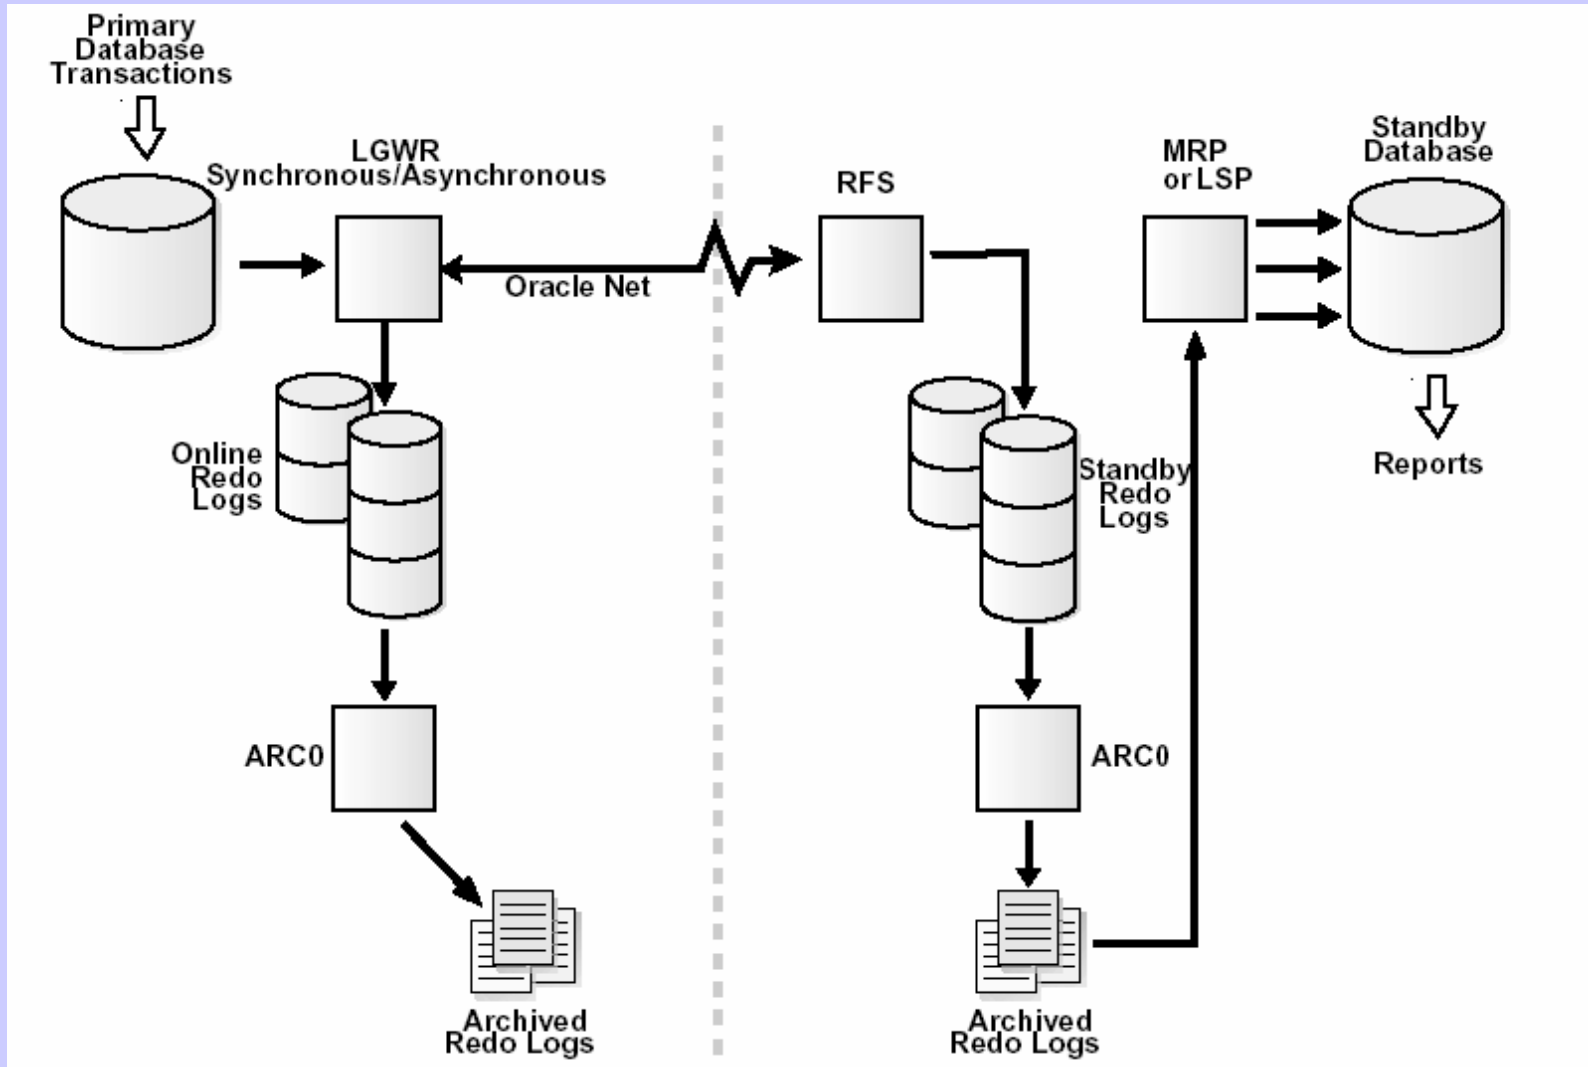 Primary
Database
Transactions
LGWR
Synchronous/Asynchronous
Oracle Net
RFS
MRP
or LSP
Standby
Database
Online
Redo
Logs
Standby
Redo
Logs
Reports
ARC0
ARC0
Archived
Redo Logs
Archived
Redo Logs